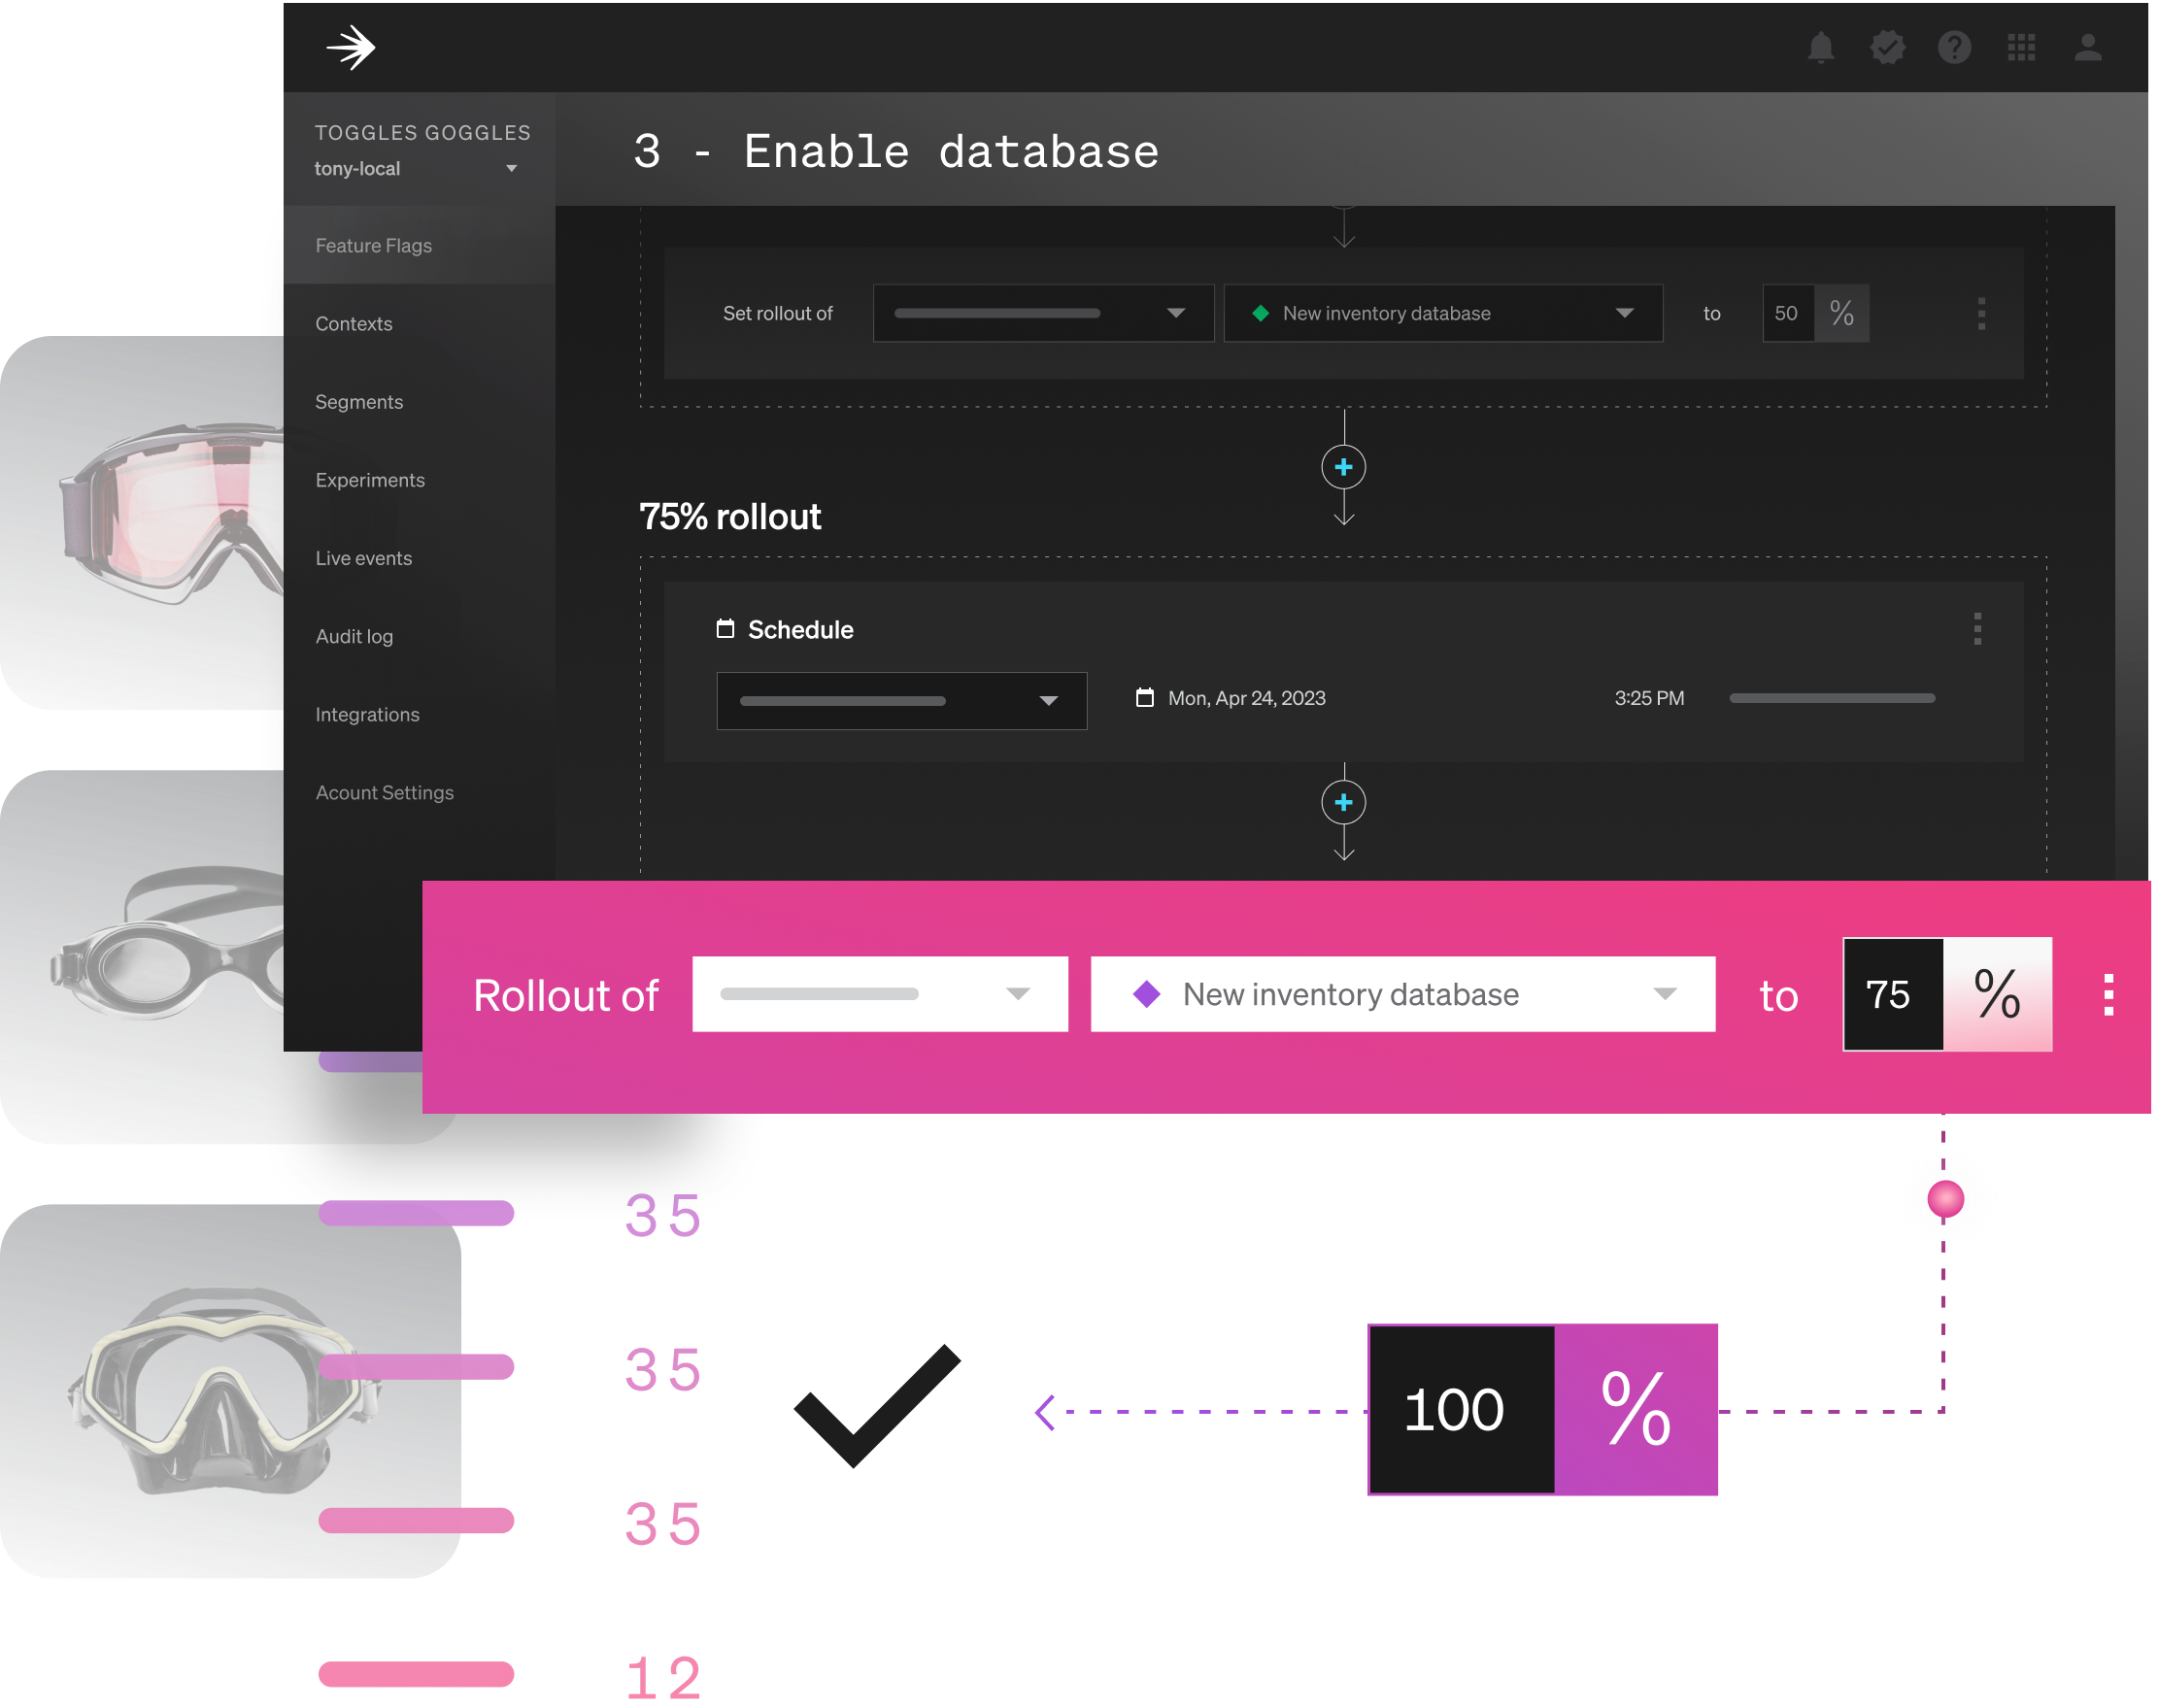 TOGGLES GOGGLES
tony-local
3 - Enable database
Feature Flags
Contexts
Segments
Experiments
Live events
Audit log
Integrations
Acount Settings
Set rollout of New inventory database to 50 %
75% rollout
Schedule
Mon, Apr 24, 2023 3:25 PM
Rollout of New inventory database to 75 %
35
35
100 %
35
12